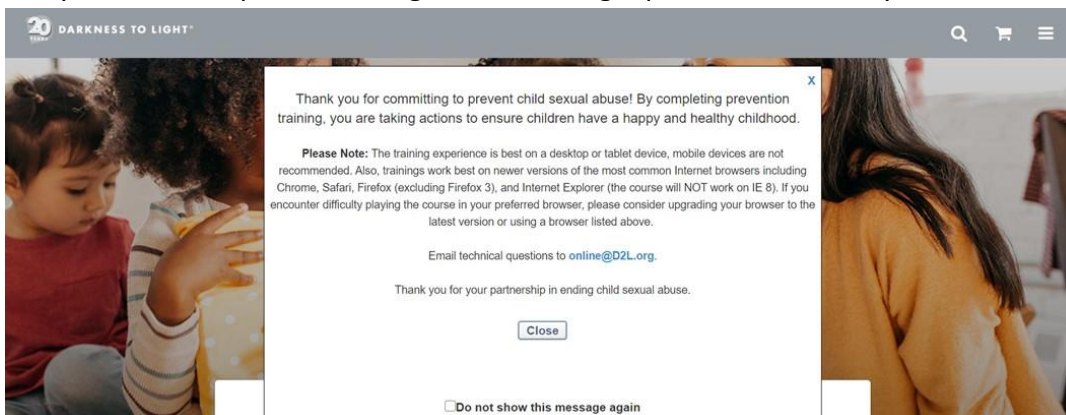 20 DARKNESS TO LIGHT
X
Thank you for committing to prevent child sexual abuse! By completing prevention
training, you are taking actions to ensure children have a happy and healthy childhood.
Please Note: The training experience is best on a desktop or tablet device, mobile devices are not
recommended. Also, trainings work best on newer versions of the most common Internet browsers including
Chrome, Safari, Firefox (excluding Firefox 3), and Internet Explorer (the course will NOT work on IE 8). If you
encounter difficulty playing the course in your preferred browser, please consider upgrading your browser to the
latest version or using a browser listed above.
Email technical questions to online@D2L.org.
Thank you for your partnership in ending child sexual abuse.
Close
Do not show this message again